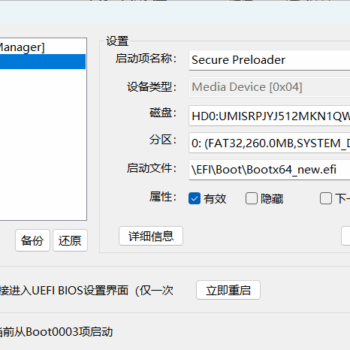 Manager]
设置
启动项名称： Secure Preloader
设备类型： Media Device [0x04]
磁盘： HD0:UMISRPJYJ512MKN1QW
分区： 0: (FAT32,260.0MB,SYSTEM_D
启动文件： \EFI\Boot\Bootx64_new.efi
属性： 有效 隐藏 下一
备份 还原 详细信息
接进入UEFI BIOS设置界面（仅一次 立即重启
当前从Boot0003项启动